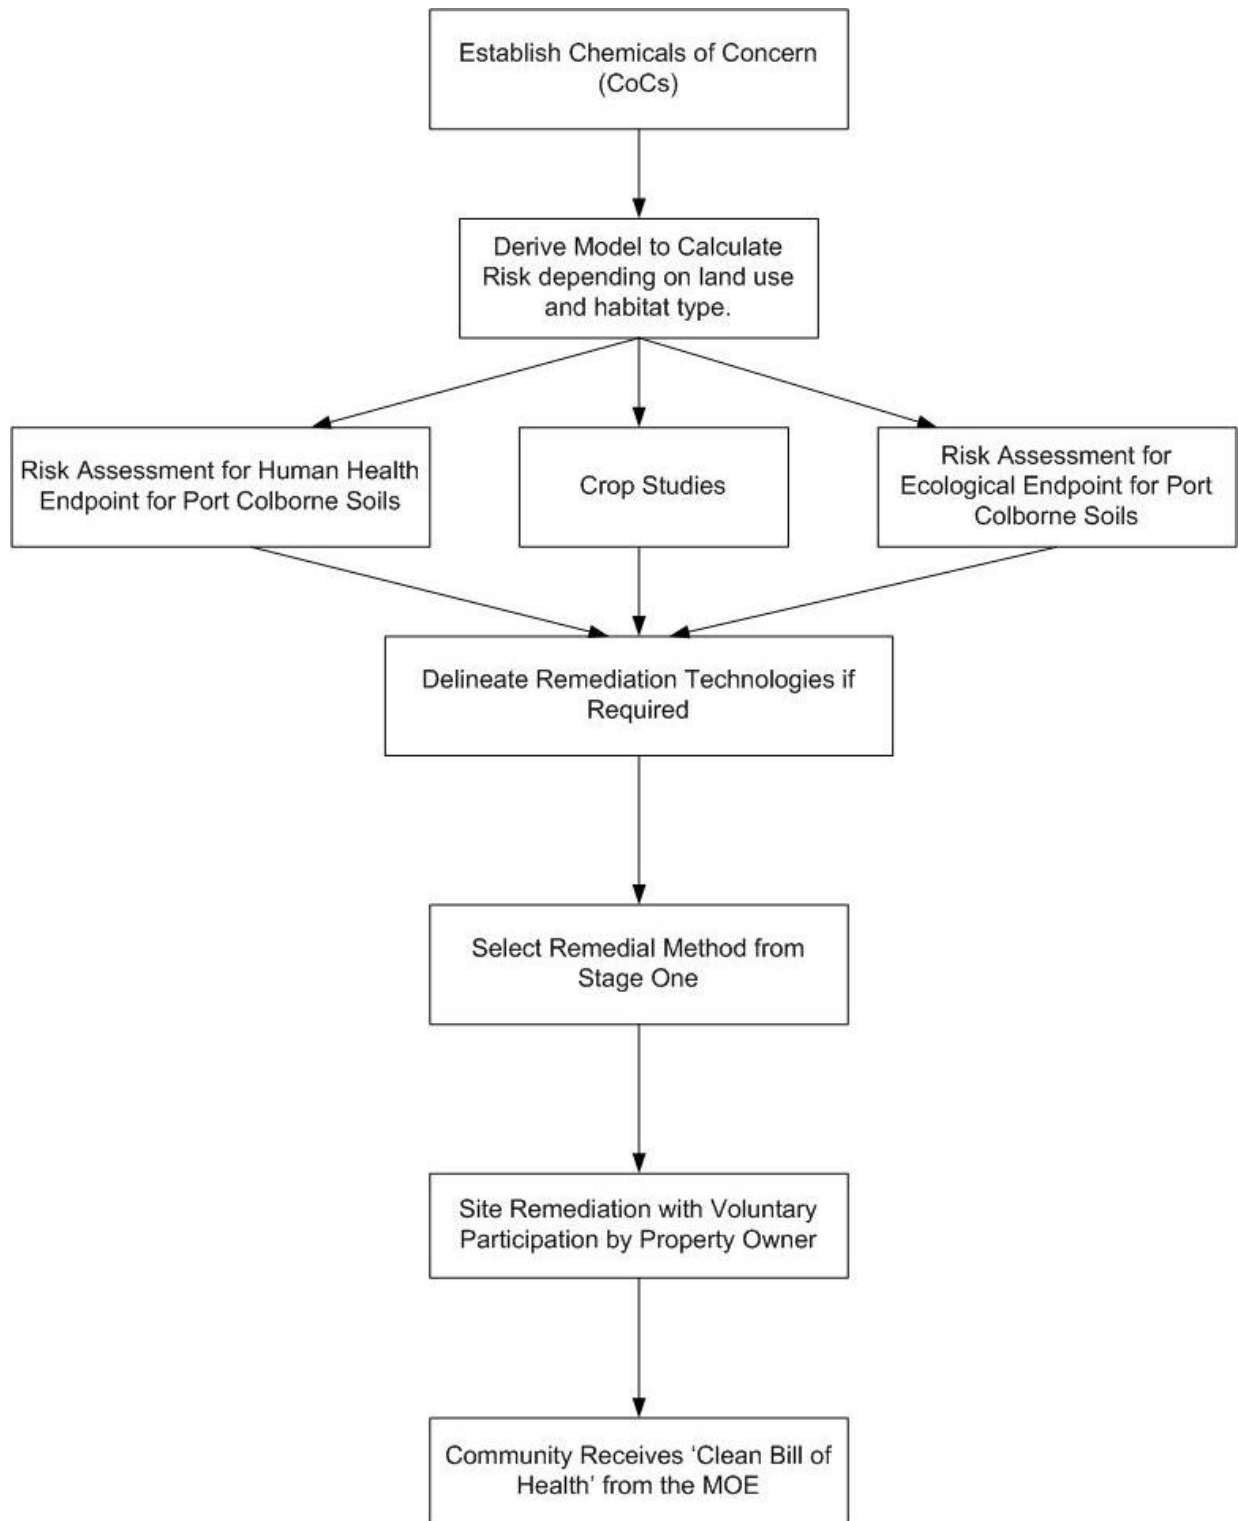 Establish Chemicals of Concern
(CoCs)
Derive Model to Calculate
Risk depending on land use
and habitat type.
Risk Assessment for Human Health
Endpoint for Port Colborne Soils
Crop Studies
Risk Assessment for
Ecological Endpoint for Port
Colborne Soils
Delineate Remediation Technologies if
Required
Select Remedial Method from
Stage One
Site Remediation with Voluntary
Participation by Property Owner
Community Receives ‘Clean Bill of
Health’ from the MOE